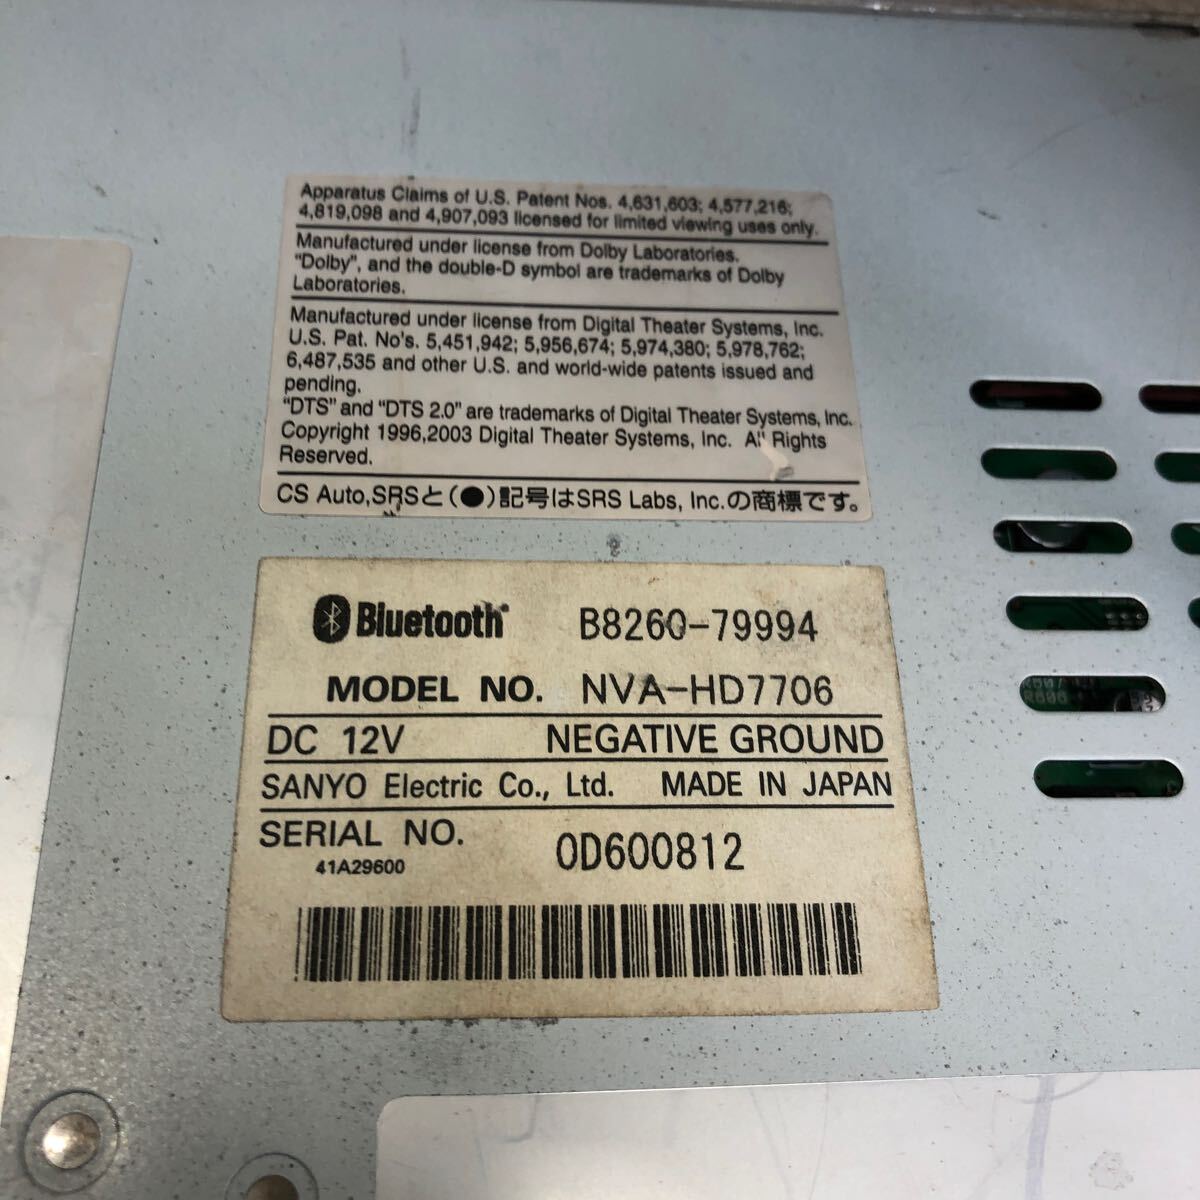 Apparatus Claims of U.S. Patent Nos. 4,631,603; 4,577,216;
4,819,098 and 4,907,093 licensed for limited viewing uses only.
Manufactured under license from Dolby Laboratories.
"Dolby", and the double-D symbol are trademarks of Dolby
Laboratories.
Manufactured under license from Digital Theater Systems, Inc.
U.S. Pat. No's. 5,451,942; 5,956,674; 5,974,380; 5,978,762;
6,487,535 and other U.S. and world-wide patents issued and
pending.
"DTS" and "DTS 2.0" are trademarks of Digital Theater Systems, Inc.
Copyright 1996,2003 Digital Theater Systems, Inc. All Rights
Reserved.
CS Auto,SRSと(●)記号はSRS Labs, Inc.の商標です。
Bluetooth® B8260-79994
MODEL NO. NVA-HD7706
DC 12V NEGATIVE GROUND
SANYO Electric Co., Ltd. MADE IN JAPAN
SERIAL NO. 0D600812
41A29600